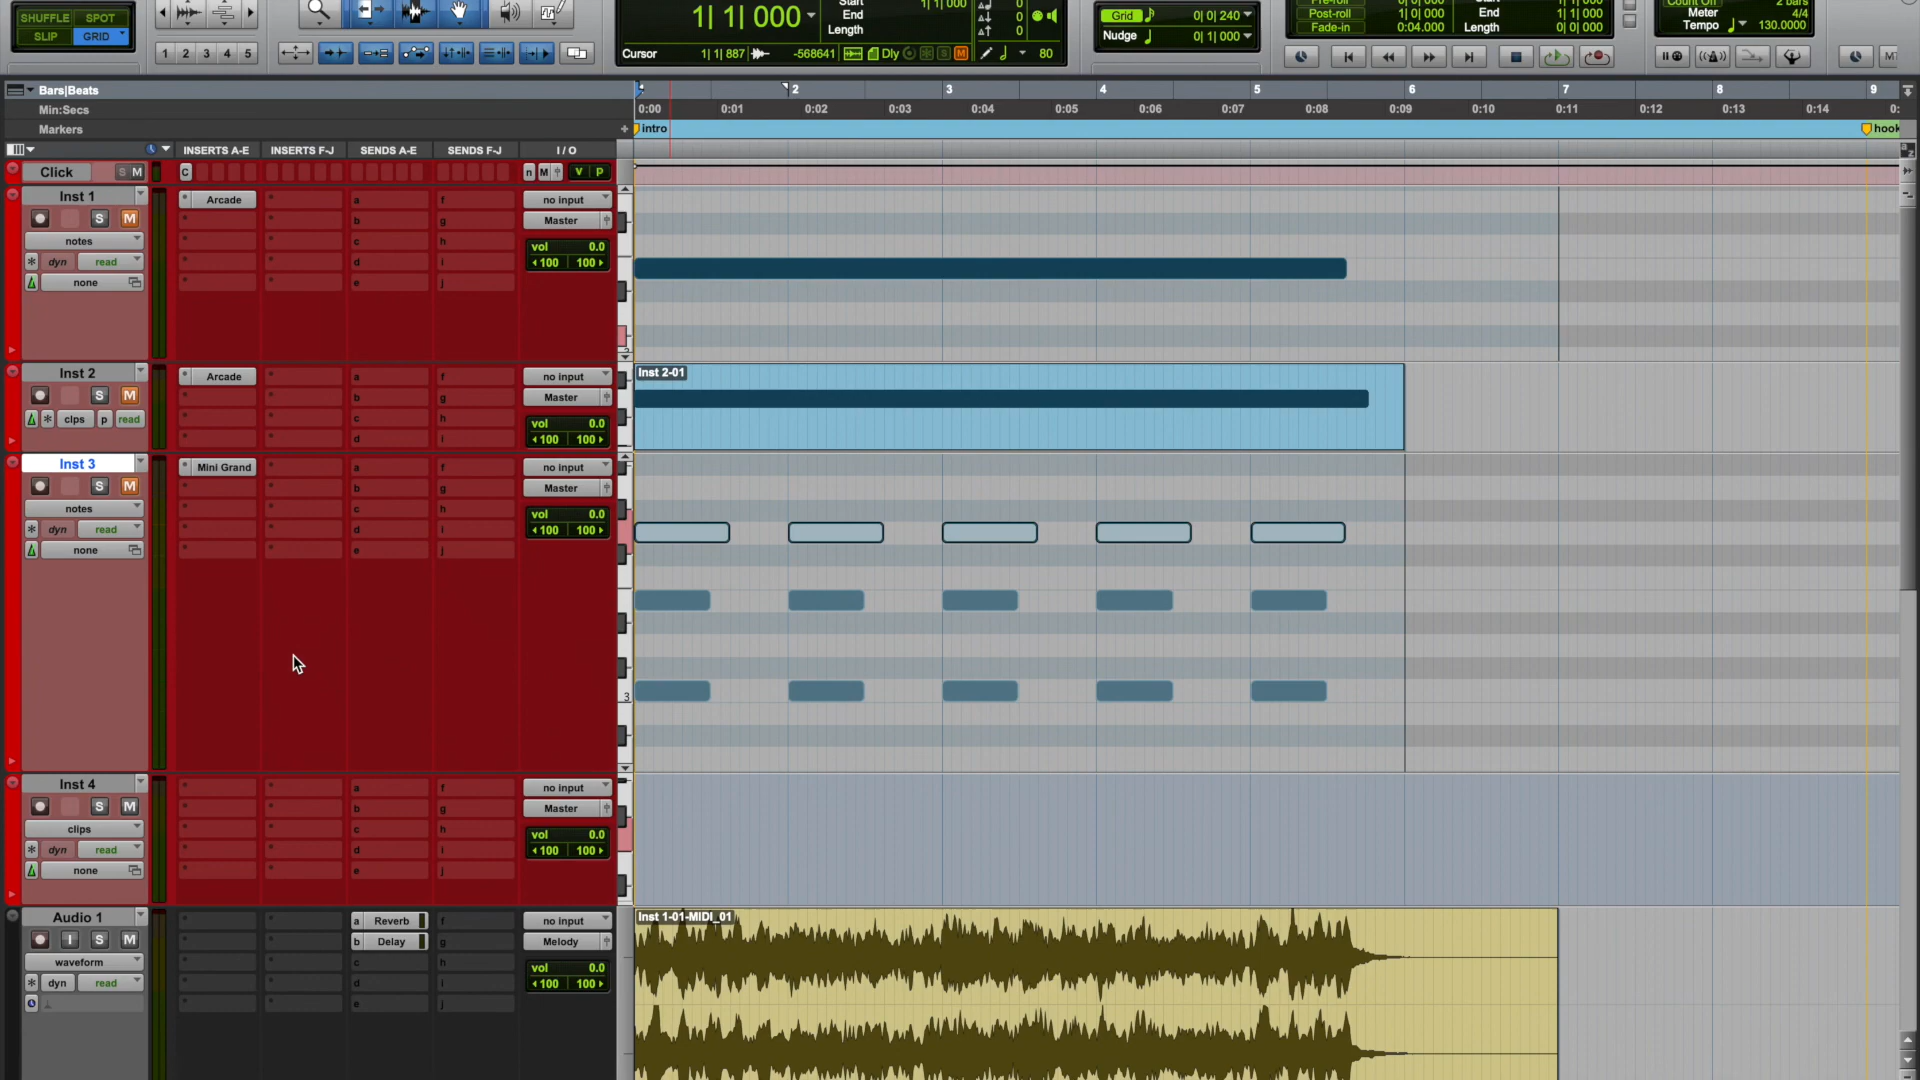 SHUFFLE SPOT
SLIP GRID
1 2 3 4 5
1| 1| 000
Start 1| 1| 000
End 0
Length 0
Cursor 1| 1| 887 -568641 Dly S M 80
Grid 0| 0| 240
Nudge 0| 1| 000
Pre-roll
Post-roll 1| 0| 000
Fade-in 0:04.000
Start
End 1| 1| 000
Length 0| 0| 000
Count Off 2 bars
Meter 4/4
Tempo 130.0000
Bars|Beats 2 3 4 5 6 7 8 9
Min:Secs 0:00 0:01 0:02 0:03 0:04 0:05 0:06 0:07 0:08 0:09 0:10 0:11 0:12 0:13 0:14 0:
Markers + intro hook
INSERTS A-E INSERTS F-J SENDS A-E SENDS F-J I / O
Click S M C n M V P
Inst 1 Arcade a f no input
S M b g Master
notes c h vol 0.0
dyn read d i 100 100
none e j
Inst 2 Arcade a f no input Inst 2-01
S M b g Master
clps p read c h vol 0.0
d i 100 100
Inst 3 Mini Grand a f no input
S M b g Master
notes c h vol 0.0
dyn read d i 100 100
none e j
3
Inst 4 a f no input
S M b g Master
clips c h vol 0.0
dyn read d i 100 100
none e j
Audio 1 a Reverb f no input Inst 1-01-MIDI_01
I S M b Delay g Melody
waveform c h vol 0.0
dyn read d i 100 100
e j